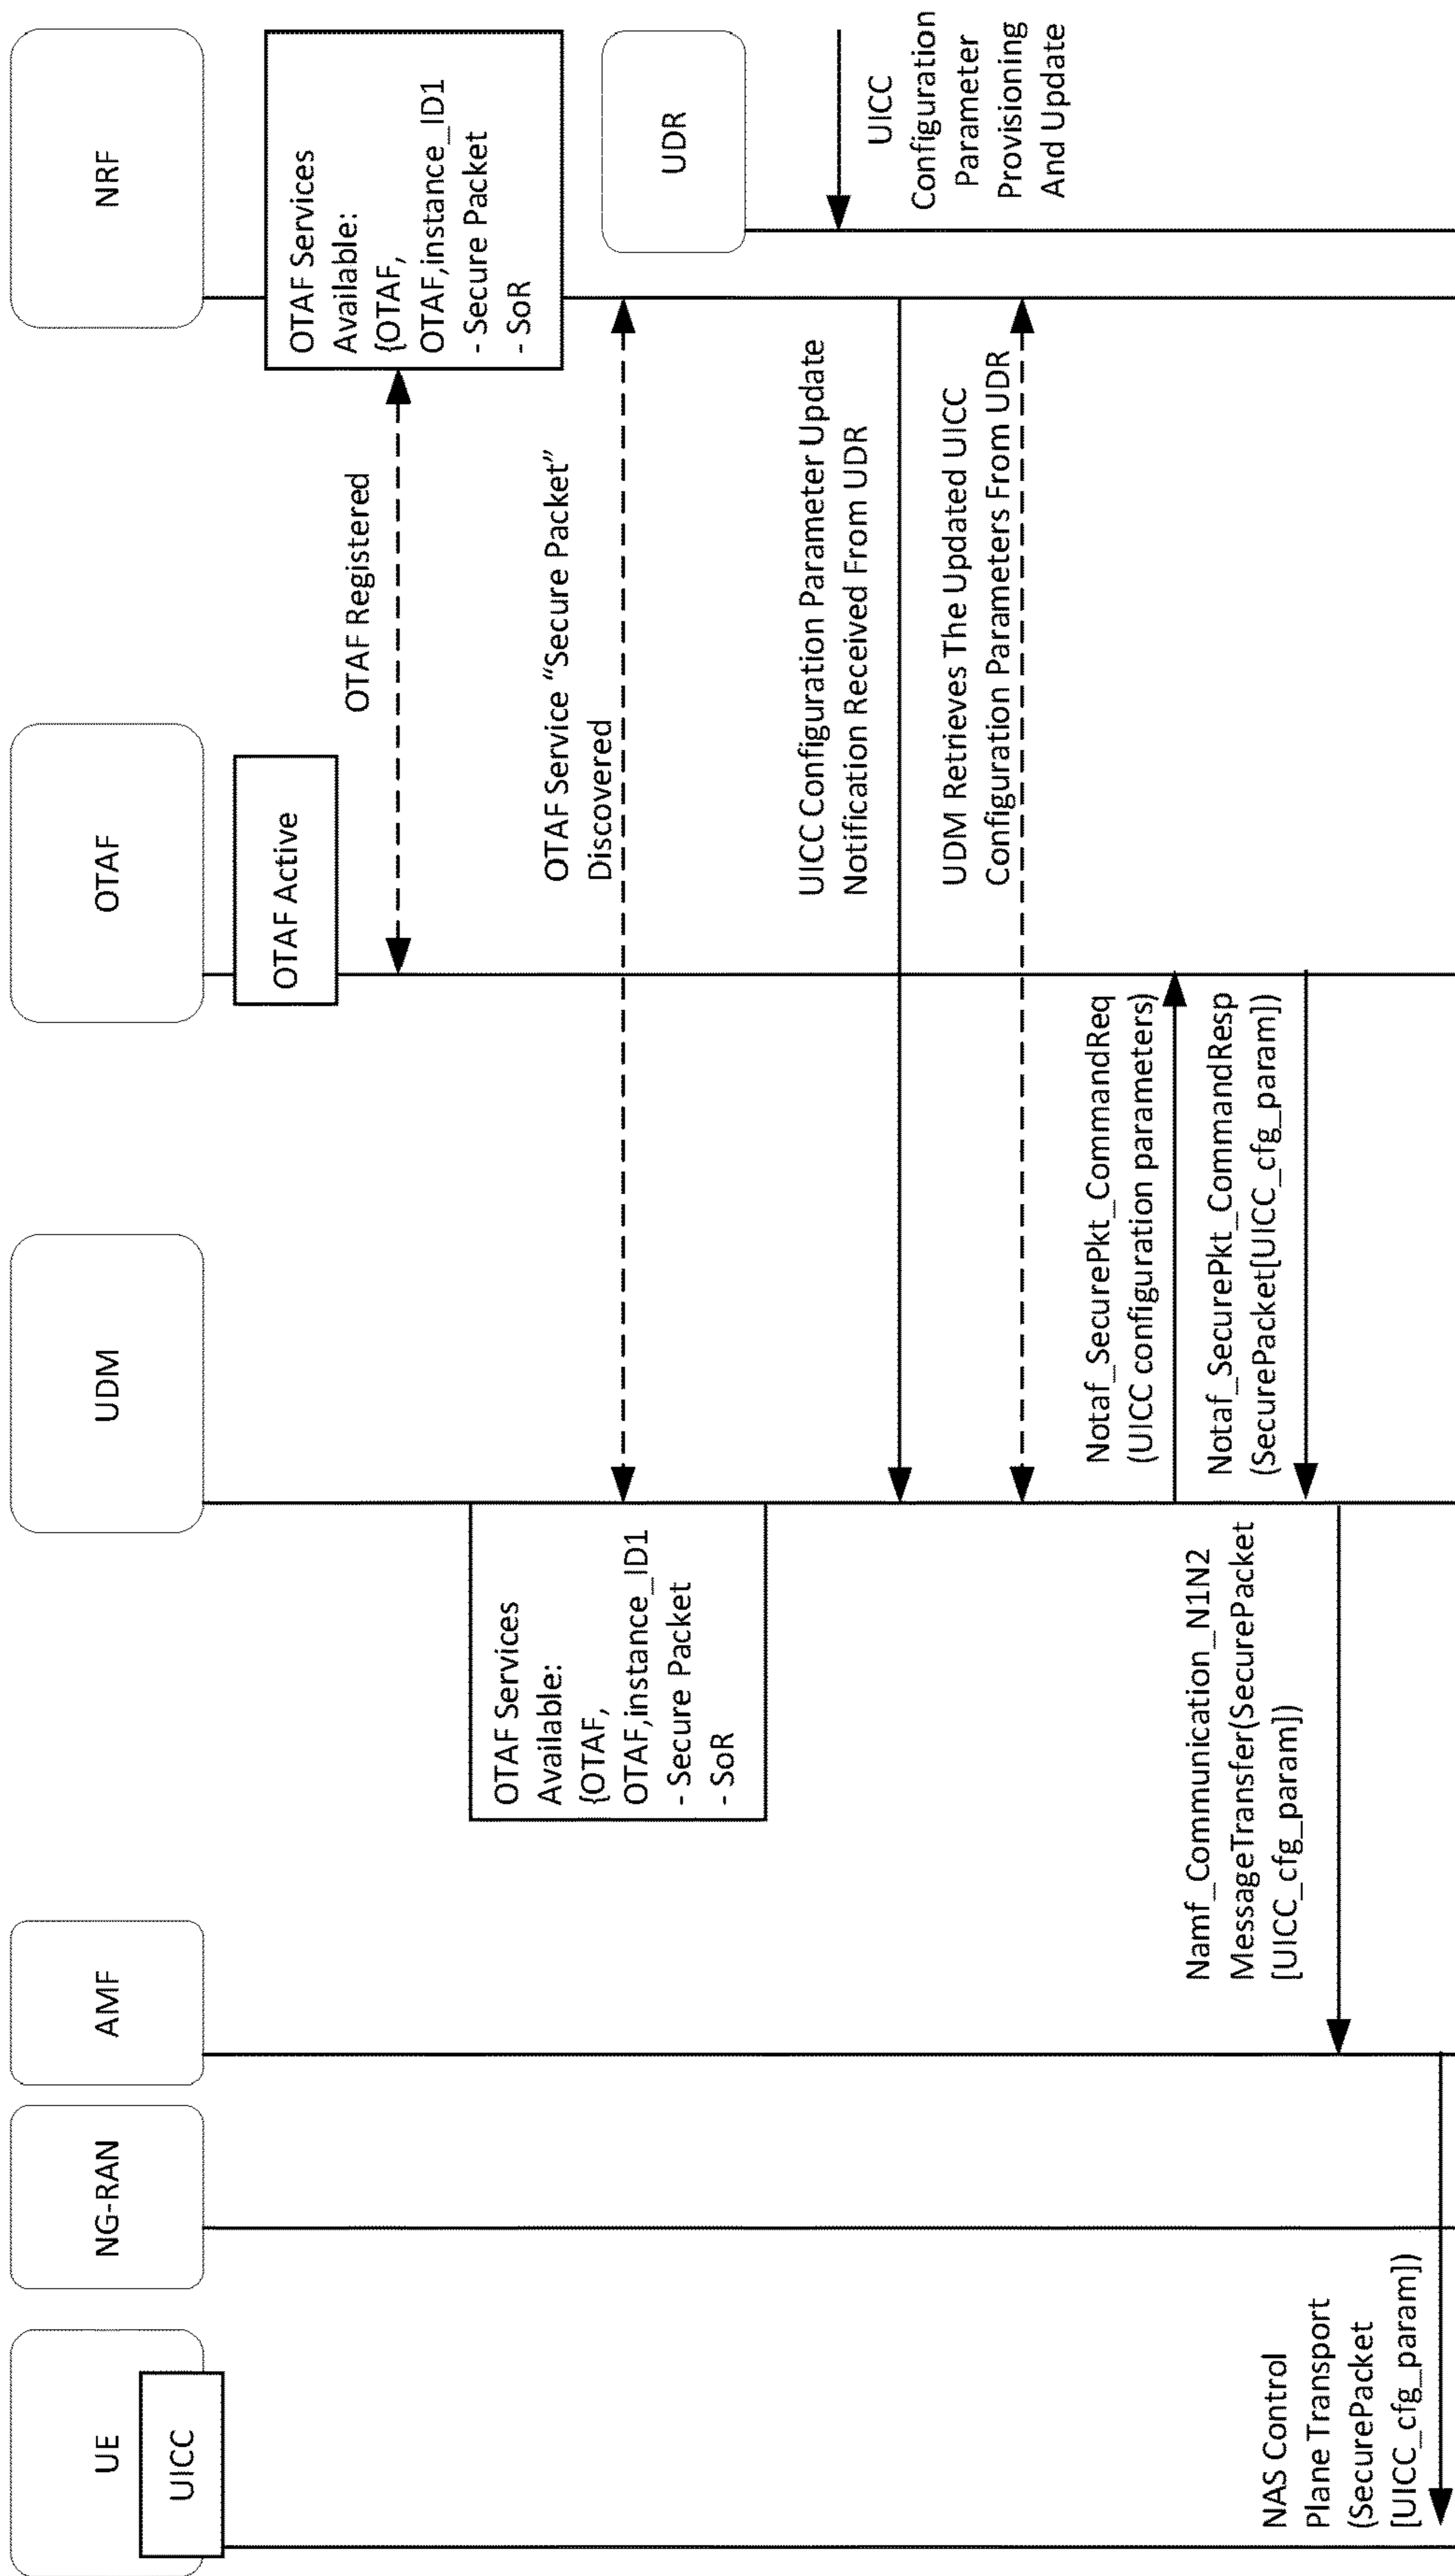 UE
UICC
NG-RAN
AMF
UDM
OTAF
NRF
OTAF Active
OTAF Services
Available:
{OTAF,
OTAF,instance_ID1
- Secure Packet
- SoR
OTAF Registered
OTAF Services
Available:
{OTAF,
OTAF,instance_ID1
- Secure Packet
- SoR
OTAF Service “Secure Packet”
Discovered
UDR
UICC
Configuration
Parameter
Provisioning
And Update
UICC Configuration Parameter Update
Notification Received From UDR
UDM Retrieves The Updated UICC
Configuration Parameters From UDR
Notaf_SecurePkt_CommandReq
(UICC configuration parameters)
Notaf_SecurePkt_CommandResp
(SecurePacket[UICC_cfg_param])
Namf_Communication_N1N2
MessageTransfer(SecurePacket
[UICC_cfg_param])
NAS Control
Plane Transport
(SecurePacket
[UICC_cfg_param])